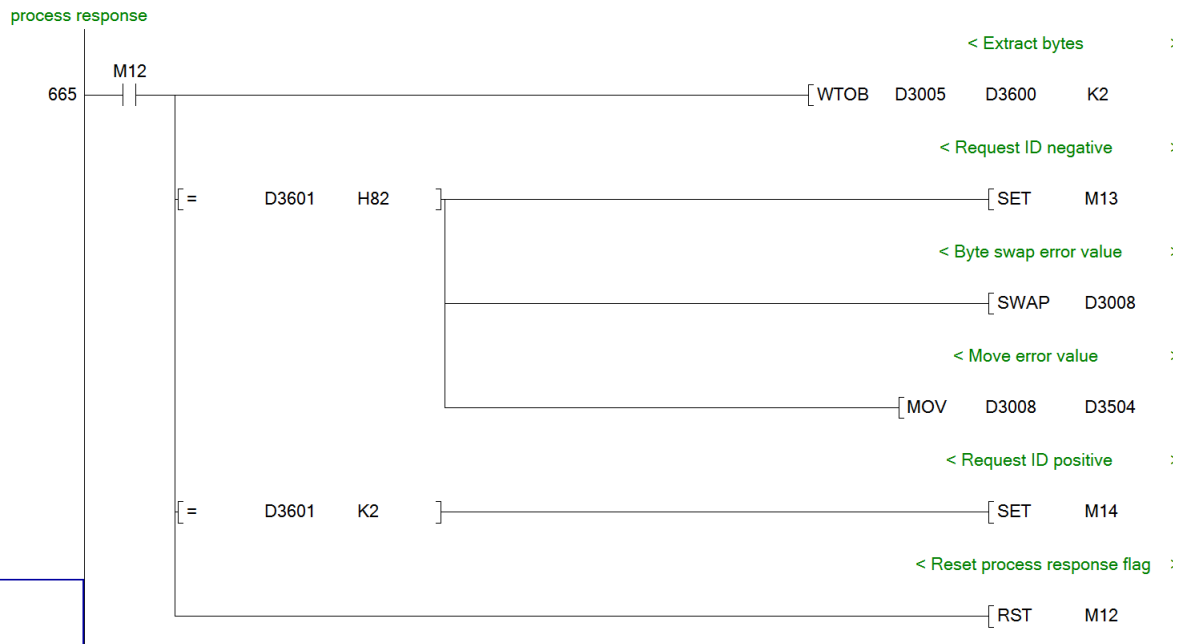 process response
< Extract bytes >
M12
665 WTOB D3005 D3600 K2
< Request ID negative >
= D3601 H82 SET M13
< Byte swap error value >
SWAP D3008
< Move error value >
MOV D3008 D3504
< Request ID positive >
= D3601 K2 SET M14
< Reset process response flag >
RST M12